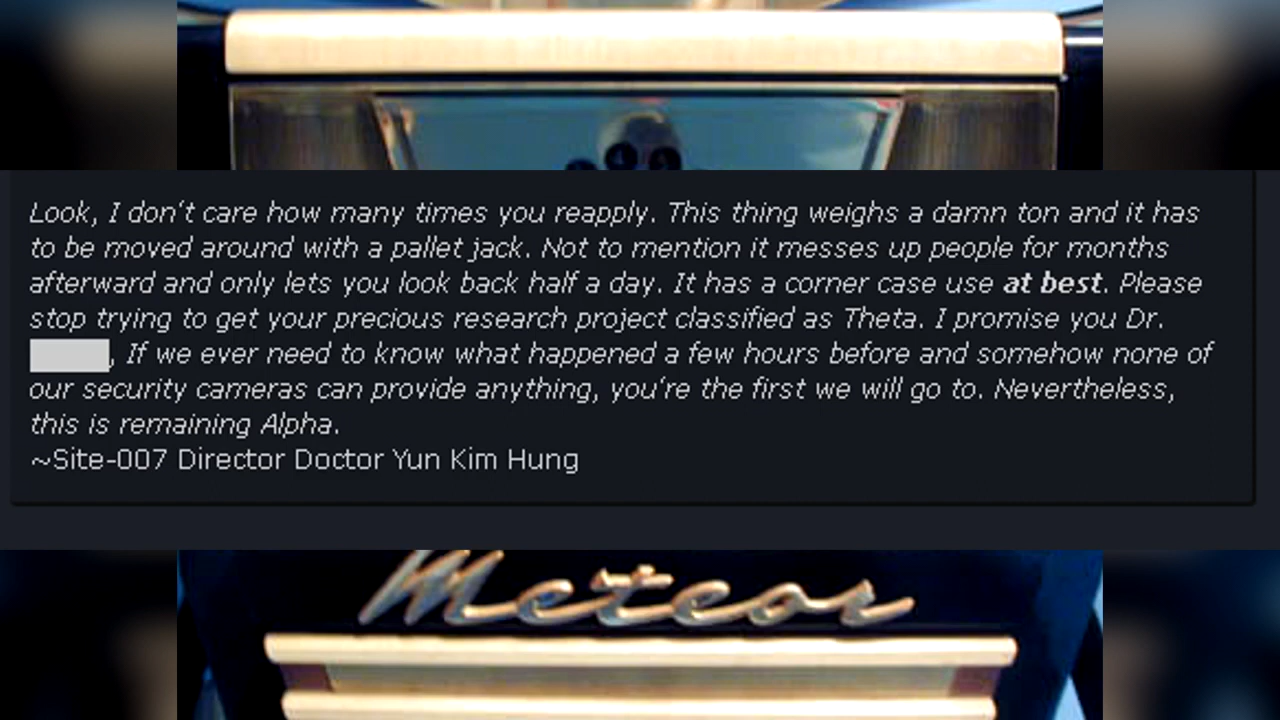 Look, I don't care how many times you reapply. This thing weighs a damn ton and it has
to be moved around with a pallet jack. Not to mention it messes up people for months
afterward and only lets you look back half a day. It has a corner case use at best. Please
stop trying to get your precious research project classified as Theta. I promise you Dr.
, If we ever need to know what happened a few hours before and somehow none of
our security cameras can provide anything, you're the first we will go to. Nevertheless,
this is remaining Alpha.
~Site-007 Director Doctor Yun Kim Hung
Meteor